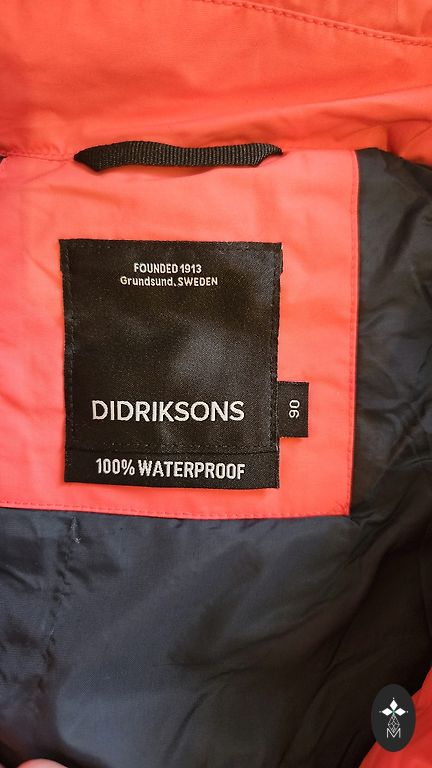 FOUNDED 1913
Grundsund, SWEDEN
DIDRIKSONS
90
100% WATERPROOF
M